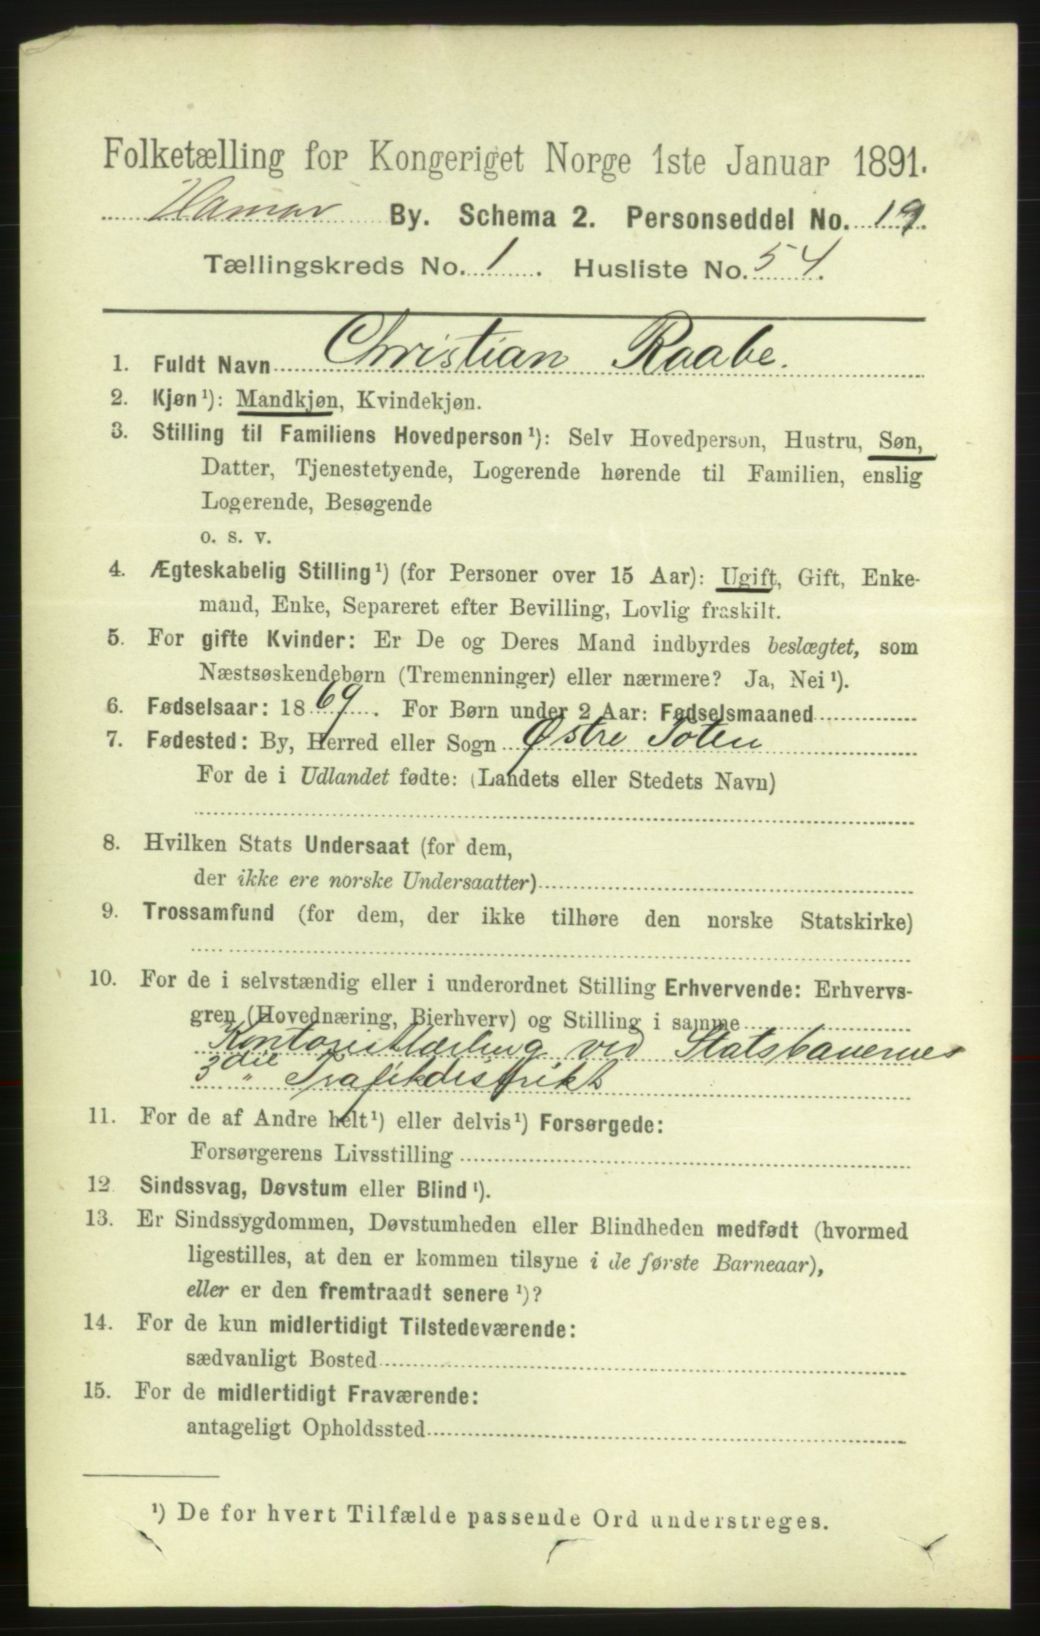 Folketælling for Kongeriget Norge 1ste Januar 1891.
Hamar By. Schema 2. Personseddel No. 19.
Tællingskreds No. 1. Husliste No. 54.
1. Fuldt Navn Christian Raabe.
2. Kjøn¹): Mandkjøn, Kvindekjøn.
3. Stilling til Familiens Hovedperson¹): Selv Hovedperson, Hustru, Søn,
Datter, Tjenestetyende, Logerende hørende til Familien, enslig
Logerende, Besøgende
o. s. v.
4. Ægteskabelig Stilling¹) (for Personer over 15 Aar): Ugift, Gift, Enke-
mand, Enke, Separeret efter Bevilling, Lovlig fraskilt.
5. For gifte Kvinder: Er De og Deres Mand indbyrdes beslægtet, som
Næstsøskendebørn (Tremenninger) eller nærmere? Ja, Nei¹).
6. Fødselsaar: 1869. For Børn under 2 Aar: Fødselsmaaned
7. Fødested: By, Herred eller Sogn Østre Toten
For de i Udlandet fødte: (Landets eller Stedets Navn)
8. Hvilken Stats Undersaat (for dem,
der ikke ere norske Undersaatter)
9. Trossamfund (for dem, der ikke tilhøre den norske Statskirke)
10. For de i selvstændig eller i underordnet Stilling Erhvervende: Erhvervs-
gren (Hovednæring, Bierhverv) og Stilling i samme
Kontoristlærling ved Statsbanernes
3die Trafikdistrikt
11. For de af Andre helt¹) eller delvis¹) Forsørgede:
Forsørgerens Livsstilling
12 Sindssvag, Døvstum eller Blind¹).
13. Er Sindssygdommen, Døvstumheden eller Blindheden medfødt (hvormed
ligestilles, at den er kommen tilsyne i de første Barneaar),
eller er den fremtraadt senere¹)?
14. For de kun midlertidigt Tilstedeværende:
sædvanligt Bosted
15. For de midlertidigt Fraværende:
antageligt Opholdssted
¹) De for hvert Tilfælde passende Ord understreges.